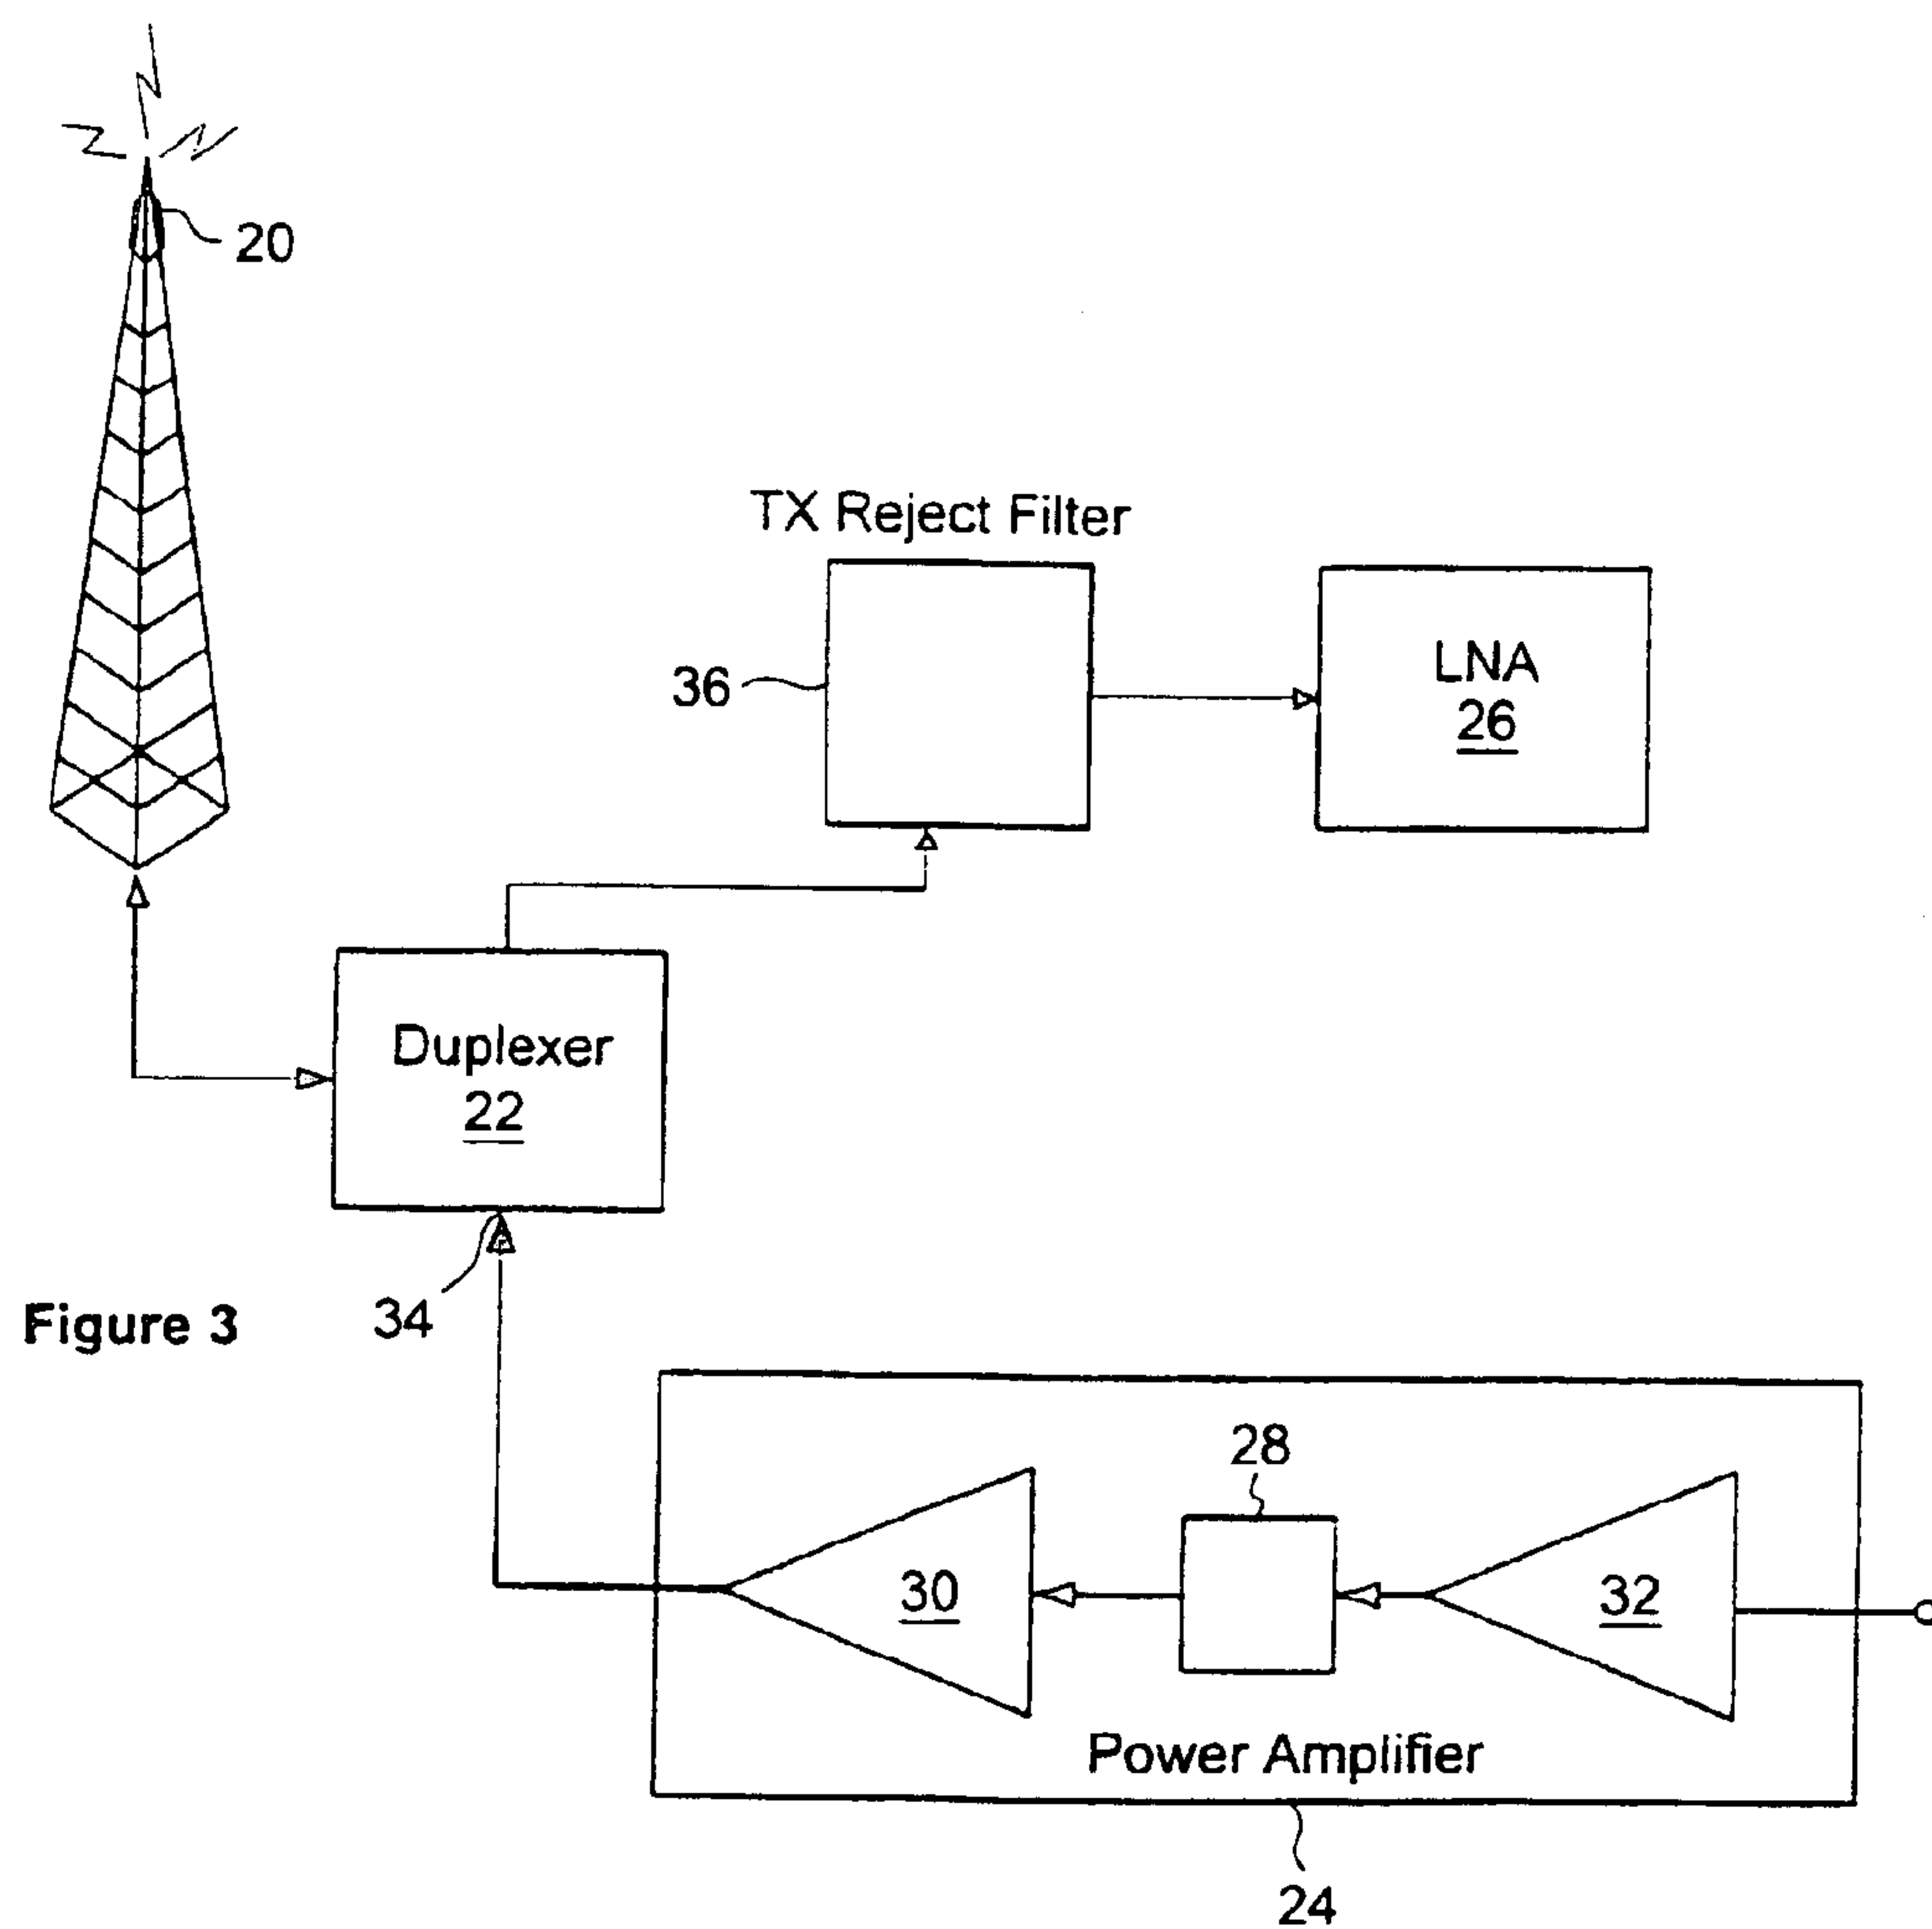 20
TX Reject Filter
36
LNA
26
Duplexer
22
34
Figure 3
28
30
32
Power Amplifier
24